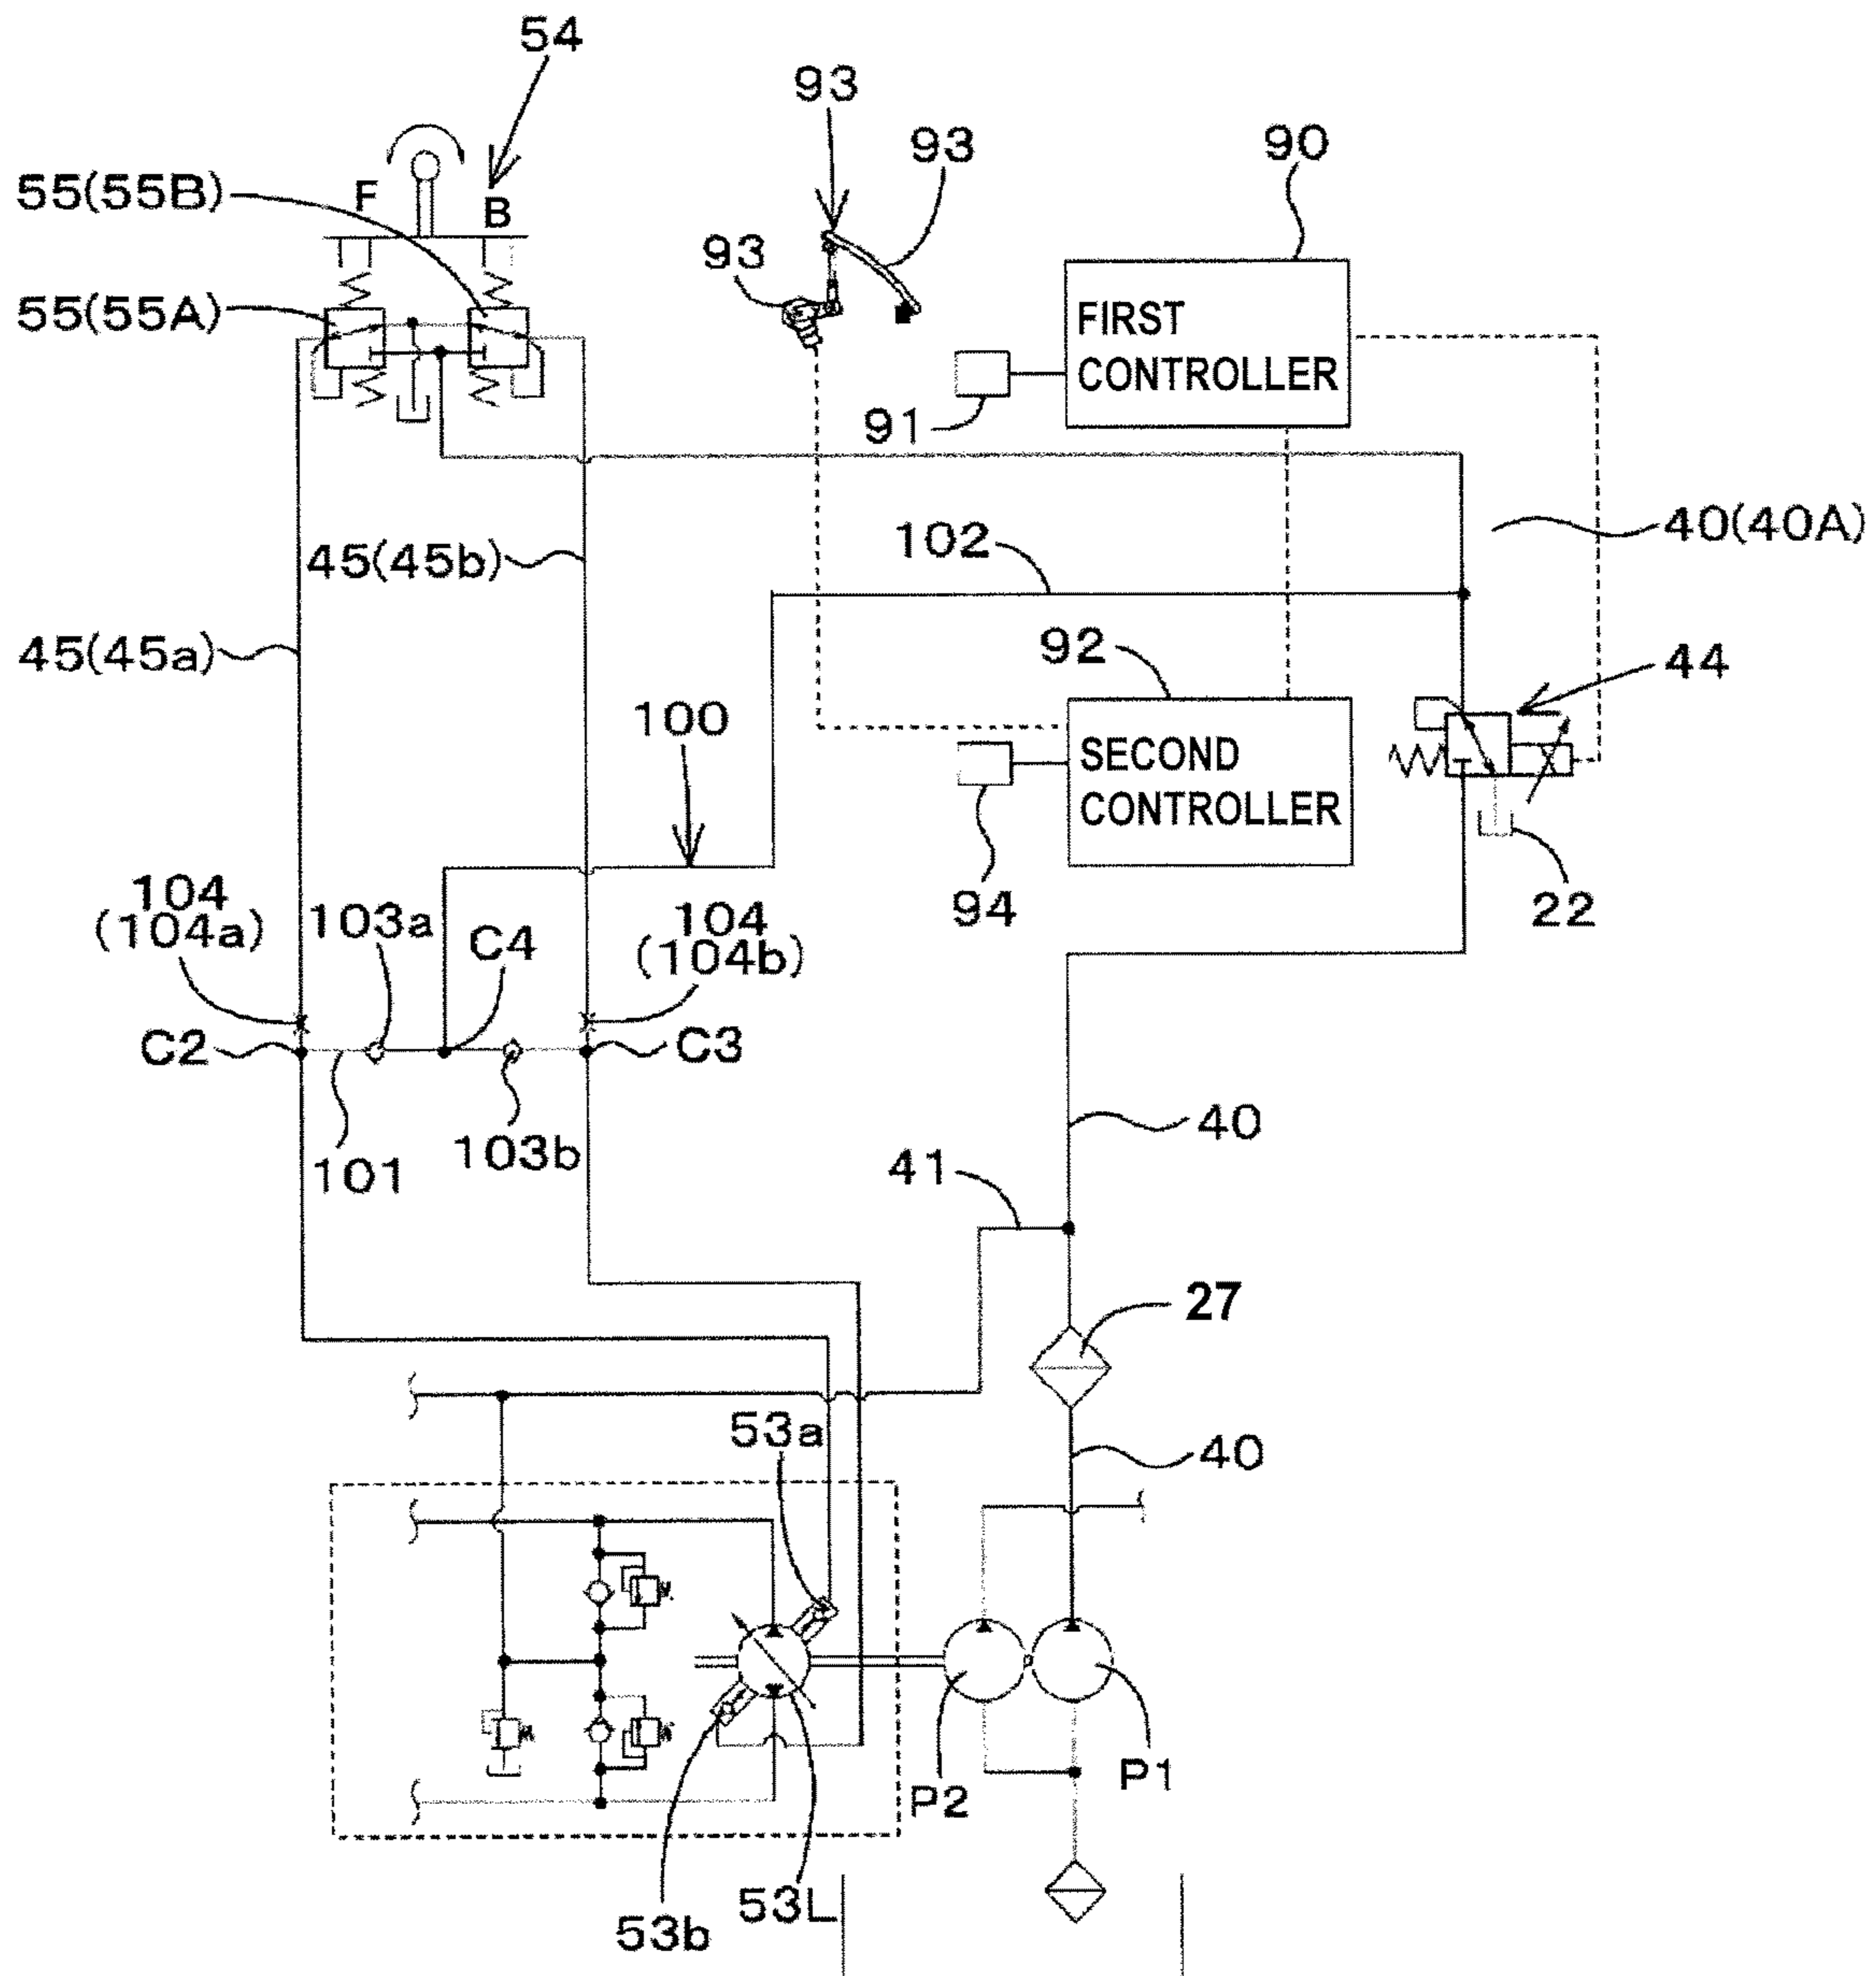 54
93
93
90
55(55B)
F
B
93
55(55A)
FIRST
CONTROLLER
91
40(40A)
102
45(45b)
92
44
45(45a)
100
SECOND
CONTROLLER
104
(104a)
103a
C4
104
(104b)
94
22
C2
C3
40
101
103b
41
27
53a
40
P2
P1
53b
53L